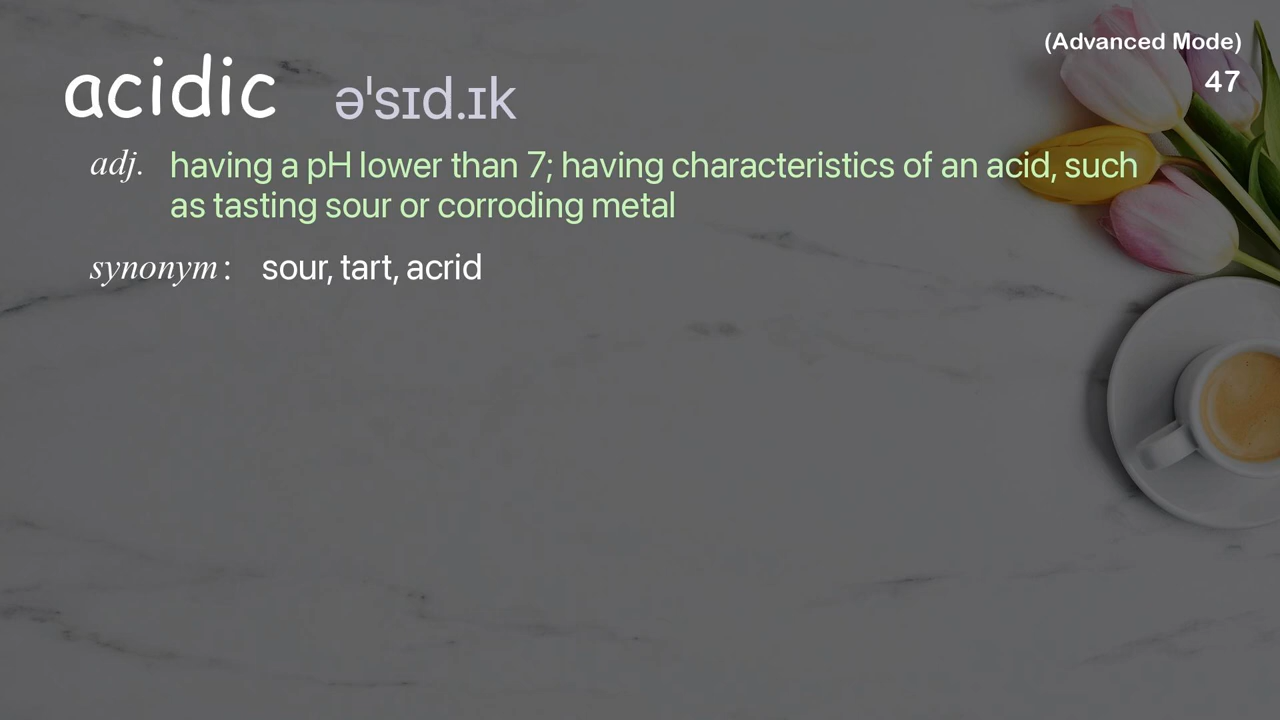 (Advanced Mode)
47
acidic əˈsɪd.ɪk
adj. having a pH lower than 7; having characteristics of an acid, such
as tasting sour or corroding metal
synonym: sour, tart, acrid